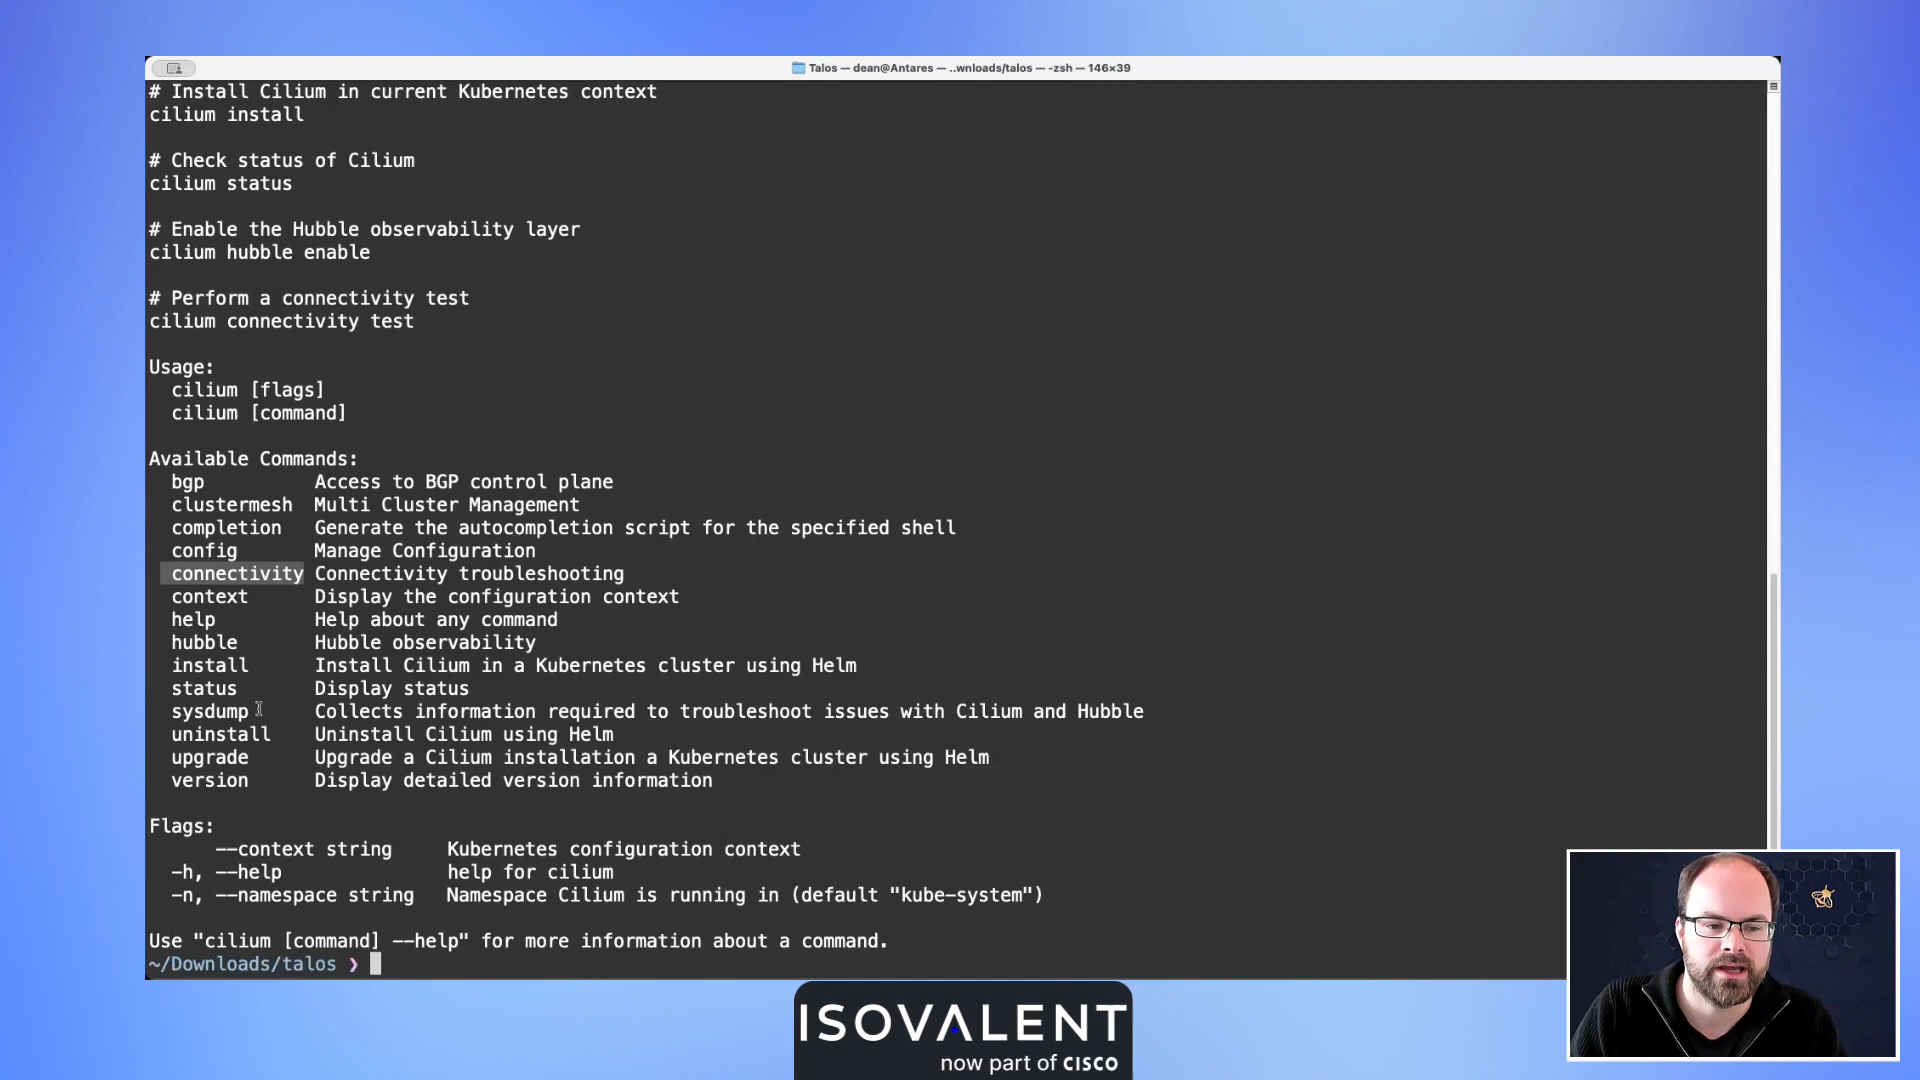 Talos — dean@Antares — ..wnloads/talos — -zsh — 146×39
# Install Cilium in current Kubernetes context
cilium install
# Check status of Cilium
cilium status
# Enable the Hubble observability layer
cilium hubble enable
# Perform a connectivity test
cilium connectivity test
Usage:
cilium [flags]
cilium [command]
Available Commands:
bgp Access to BGP control plane
clustermesh Multi Cluster Management
completion Generate the autocompletion script for the specified shell
config Manage Configuration
connectivity Connectivity troubleshooting
context Display the configuration context
help Help about any command
hubble Hubble observability
install Install Cilium in a Kubernetes cluster using Helm
status Display status
sysdump Collects information required to troubleshoot issues with Cilium and Hubble
uninstall Uninstall Cilium using Helm
upgrade Upgrade a Cilium installation a Kubernetes cluster using Helm
version Display detailed version information
Flags:
--context string Kubernetes configuration context
-h, --help help for cilium
-n, --namespace string Namespace Cilium is running in (default "kube-system")
Use "cilium [command] --help" for more information about a command.
~/Downloads/talos ❯
ISOVALENT
now part of CISCO